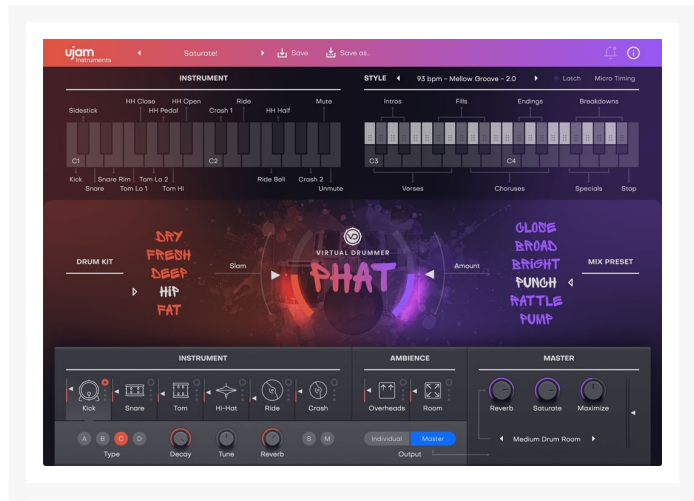 ujam
Instruments
Saturate!
Save
Save as..
INSTRUMENT
STYLE
93 bpm - Mellow Groove - 2.0
Latch
Micro Timing
HH Close
HH Open
Ride
Mute
Sidestick
HH Pedal
Crash 1
HH Half
Intros
Fills
Endings
Breakdowns
C1
C2
C3
C4
Kick
Snare Rim
Tom Lo 2
Ride Bell
Crash 2
Snare
Tom Lo 1
Tom Hi
Unmute
Verses
Choruses
Specials
Stop
DRUM KIT
DRY
FRESH
DEEP
HIP
FAT
Slam
VD
VIRTUAL DRUMMER
PHAT
Amount
CLOSE
BROAD
BRIGHT
PUNCH
RATTLE
PUMP
MIX PRESET
INSTRUMENT
AMBIENCE
MASTER
Kick
Snare
Tom
Hi-Hat
Ride
Crash
Overheads
Room
Reverb
Saturate
Maximize
A
B
C
D
Type
Decay
Tune
Reverb
S
M
Individual
Master
Output
Medium Drum Room